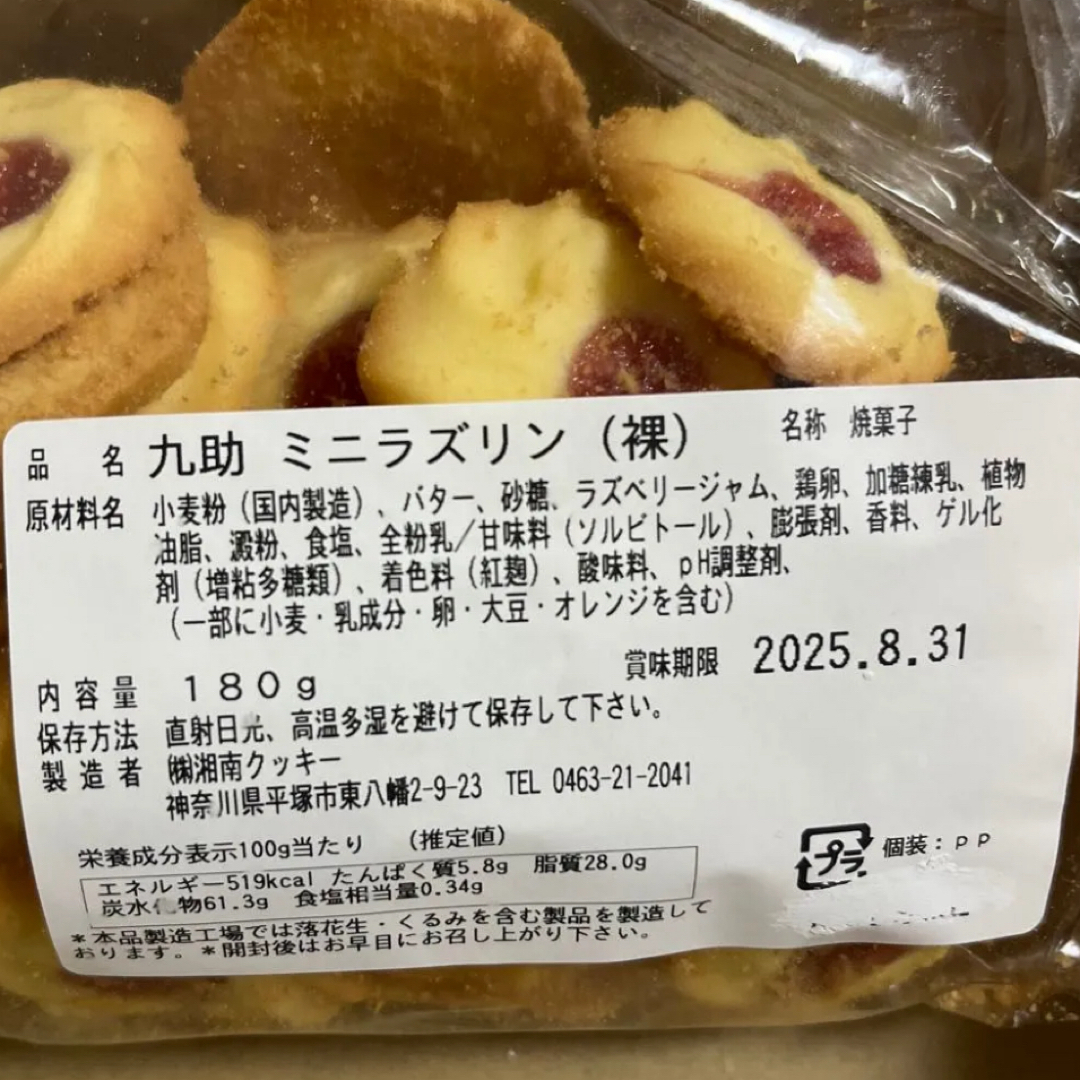 品名 九助 ミニラズリン（裸） 名称 焼菓子
原材料名 小麦粉（国内製造）、バター、砂糖、ラズベリージャム、鶏卵、加糖練乳、植物
油脂、澱粉、食塩、全粉乳／甘味料（ソルビトール）、膨張剤、香料、ゲル化
剤（増粘多糖類）、着色料（紅麹）、酸味料、pH調整剤、
（一部に小麦・乳成分・卵・大豆・オレンジを含む）
内容量 180g 賞味期限 2025.8.31
保存方法 直射日光、高温多湿を避けて保存して下さい。
製造者 ㈱湘南クッキー
神奈川県平塚市東八幡2-9-23 TEL 0463-21-2041
栄養成分表示100g当たり （推定値）
エネルギー519kcal たんぱく質5.8g 脂質28.0g
炭水化物61.3g 食塩相当量0.34g
プラ 個装：PP
＊本品製造工場では落花生・くるみを含む製品を製造して
おります。＊開封後はお早目にお召し上がり下さい。